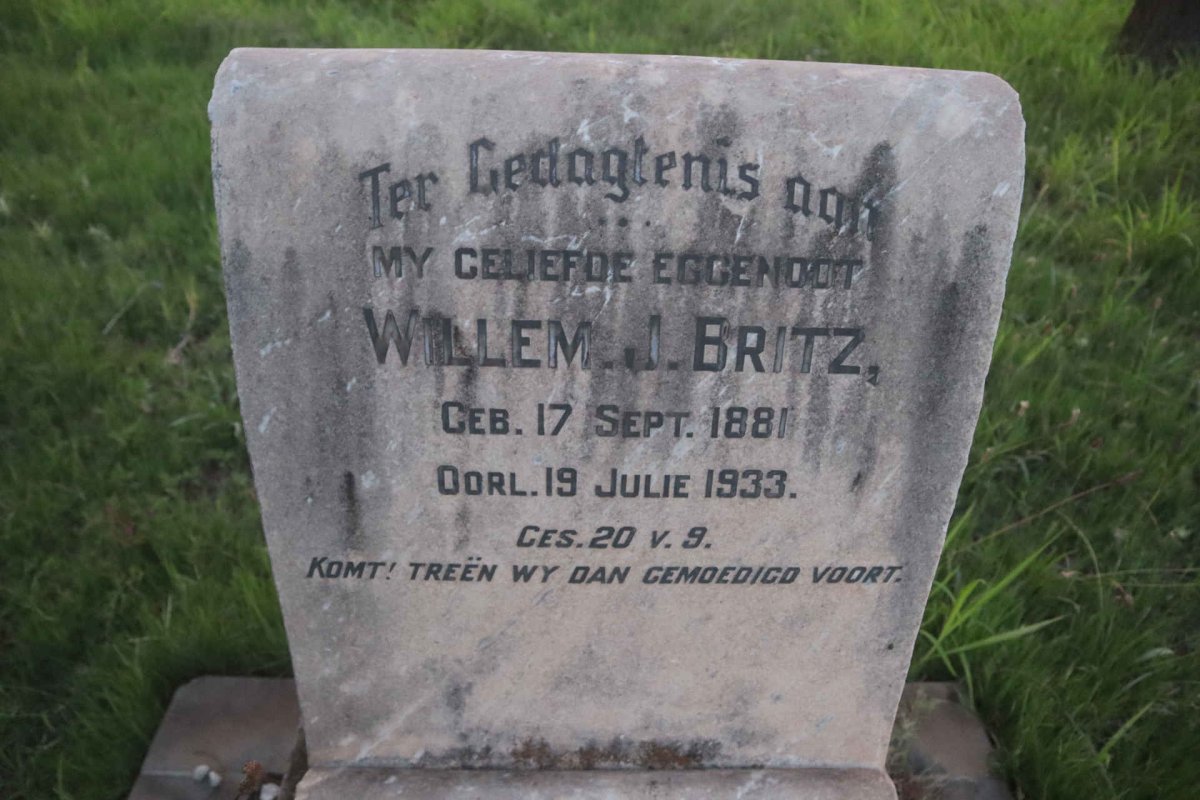 Ter Gedagtenis aan
MY GELIEFDE EGGENOOT
WILLEM. J. BRITZ,
GEB. 17 SEPT. 1881
OORL. 19 JULIE 1933.
GES. 20 V. 9.
KOMT! TREËN WY DAN GEMOEDIGD VOORT.